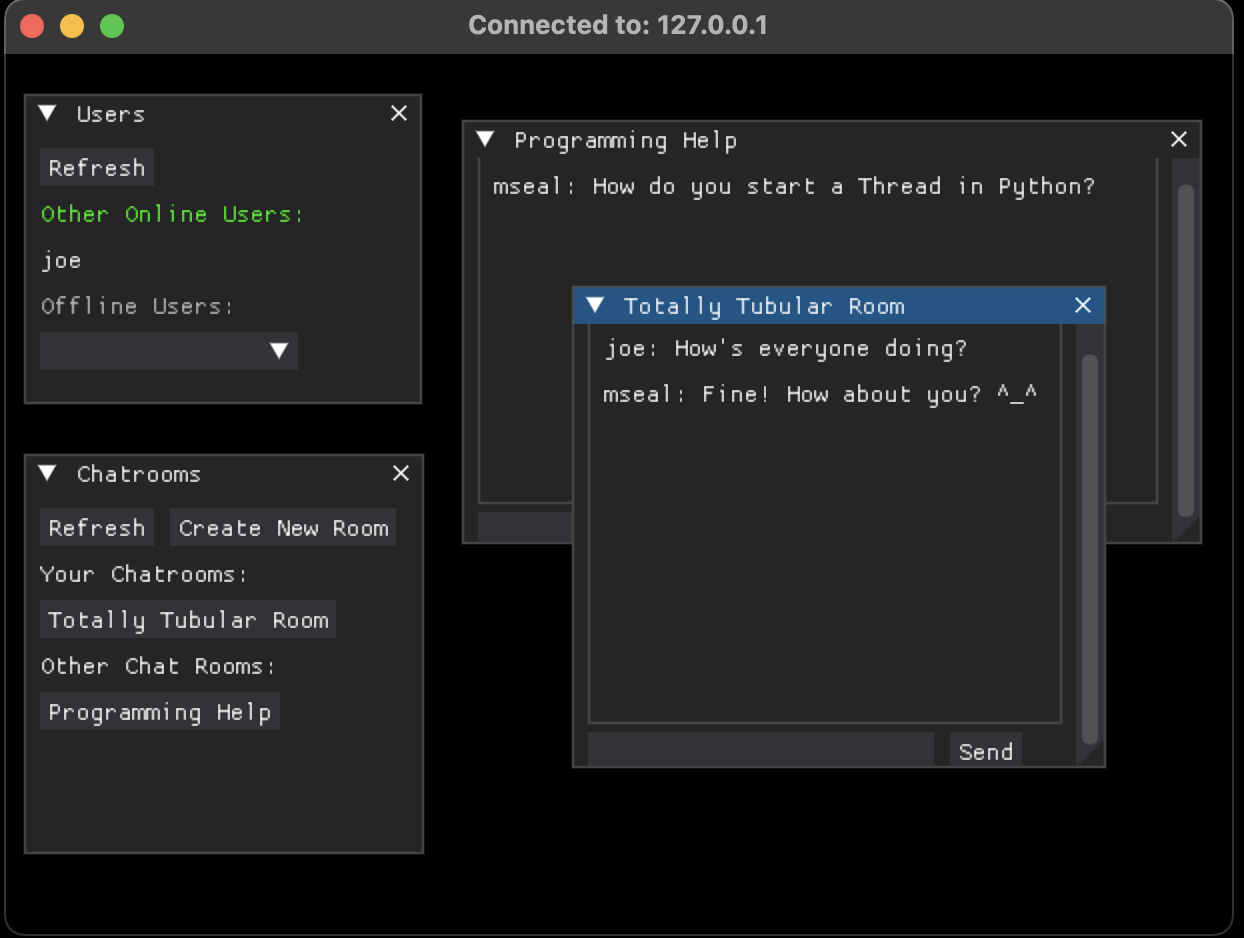 Connected to: 127.0.0.1
Users
Refresh
Other Online Users:
joe
Offline Users:
Chatrooms
Refresh Create New Room
Your Chatrooms:
Totally Tubular Room
Other Chat Rooms:
Programming Help
Programming Help
mseal: How do you start a Thread in Python?
Totally Tubular Room
joe: How's everyone doing?
mseal: Fine! How about you? ^_^
Send